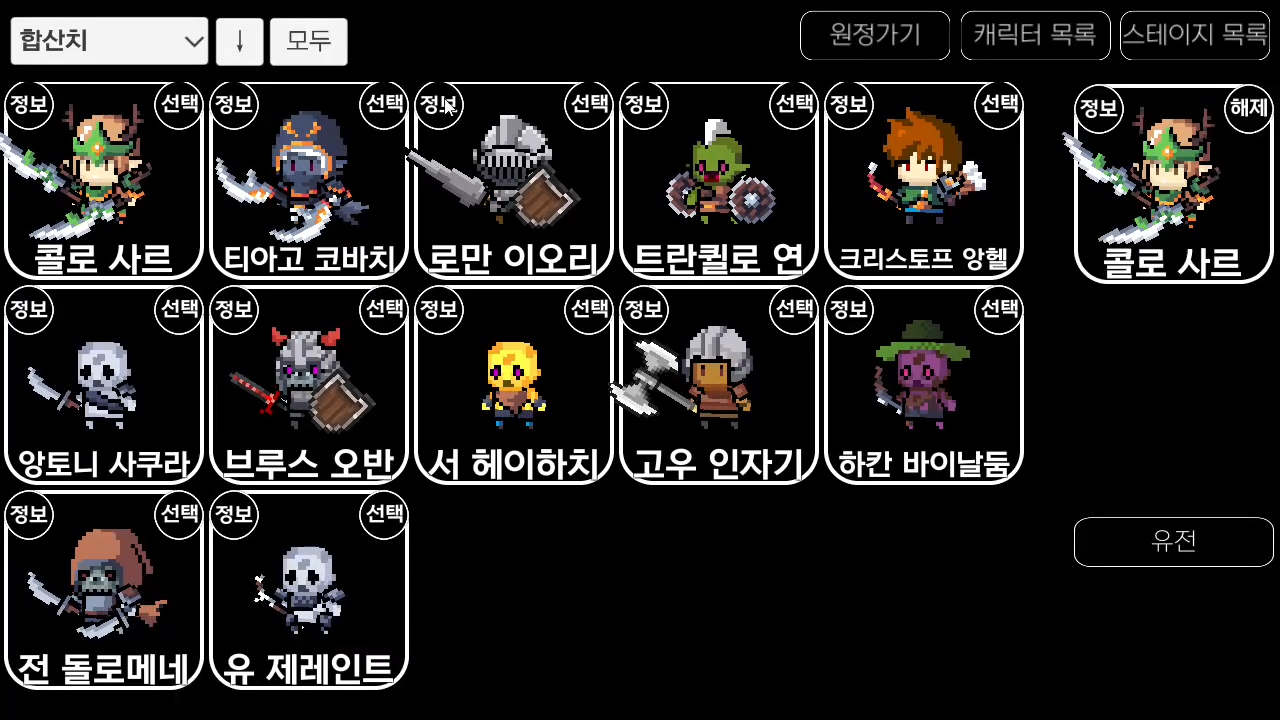 합산치 ↓ 모두 원정가기 캐릭터 목록 스테이지 목록
정보 선택 정보 선택 정보 선택 정보 선택 정보 선택 정보 해제
콜로 사르 티아고 코바치 로만 이오리 트란퀼로 연 크리스토프 앙헬 콜로 사르
정보 선택 정보 선택 정보 선택 정보 선택 정보 선택
앙토니 사쿠라 브루스 오반 서 헤이하치 고우 인자기 하칸 바이날둠
정보 선택 정보 선택
유전
전 돌로메네 유 제레인트